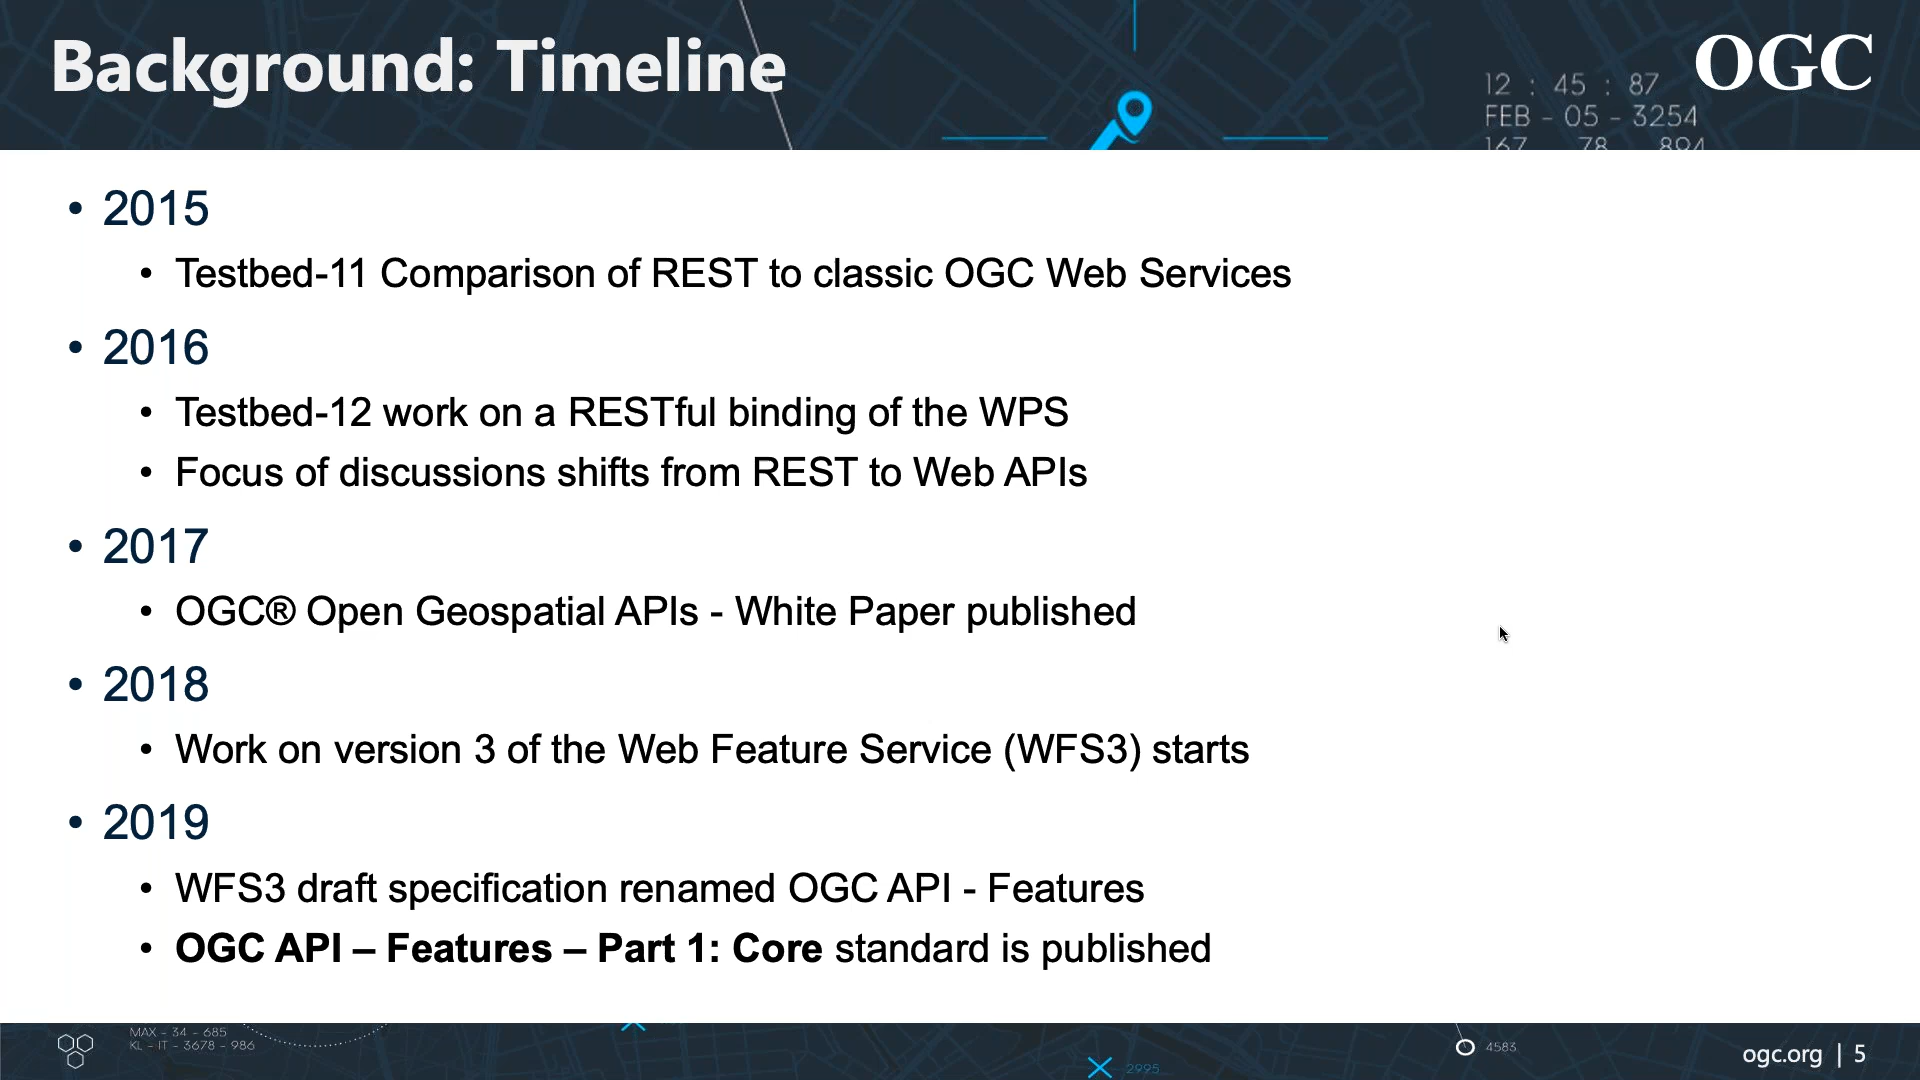 Background: Timeline
OGC
12 : 45 : 87
FEB - 05 - 3254
167 78 894
• 2015
• Testbed-11 Comparison of REST to classic OGC Web Services
• 2016
• Testbed-12 work on a RESTful binding of the WPS
• Focus of discussions shifts from REST to Web APIs
• 2017
• OGC® Open Geospatial APIs - White Paper published
• 2018
• Work on version 3 of the Web Feature Service (WFS3) starts
• 2019
• WFS3 draft specification renamed OGC API - Features
• OGC API – Features – Part 1: Core standard is published
MAX - 34 - 685
KL - IT - 3678 - 986
2995
4583
ogc.org | 5